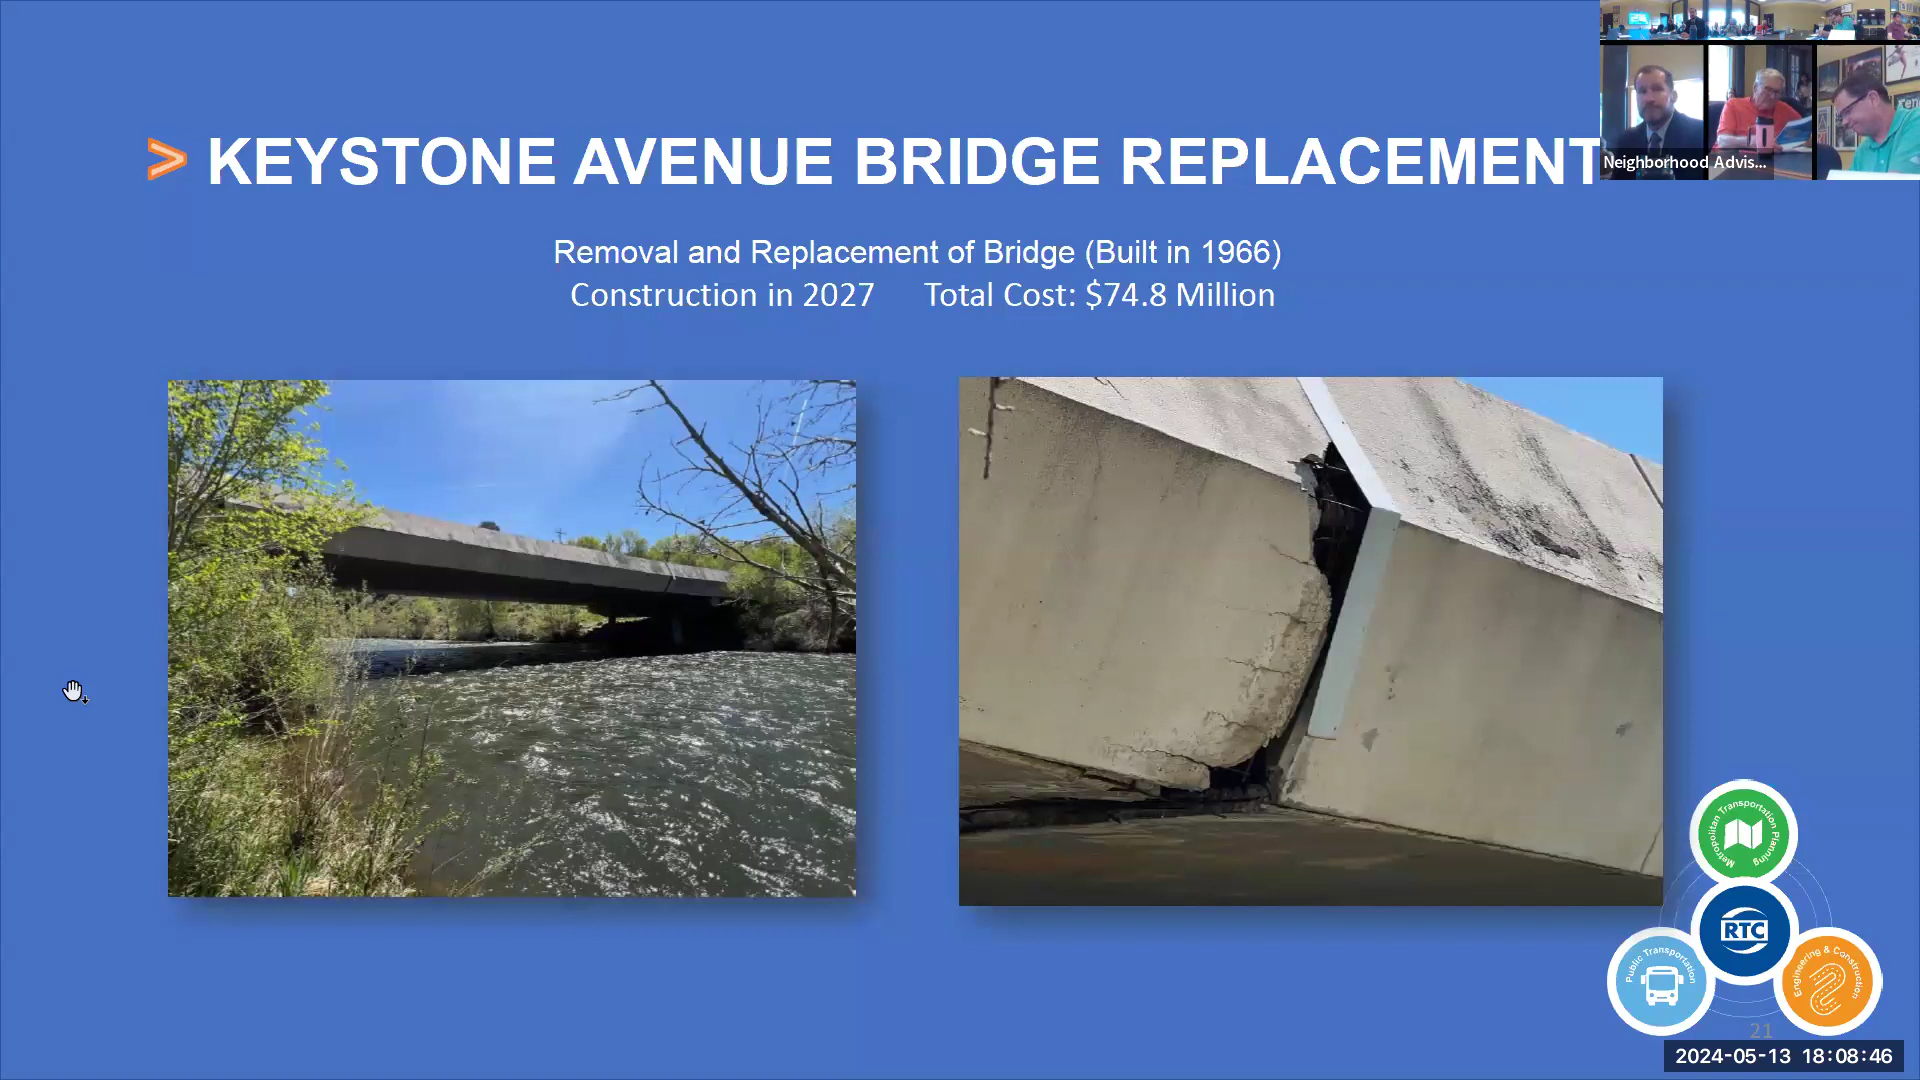 > KEYSTONE AVENUE BRIDGE REPLACEMENT
Neighborhood Advis...
Removal and Replacement of Bridge (Built in 1966)
Construction in 2027 Total Cost: $74.8 Million
Metropolitan Transportation Planning
RTC
Public Transportation
Engineering & Construction
21
2024-05-13 18:08:46